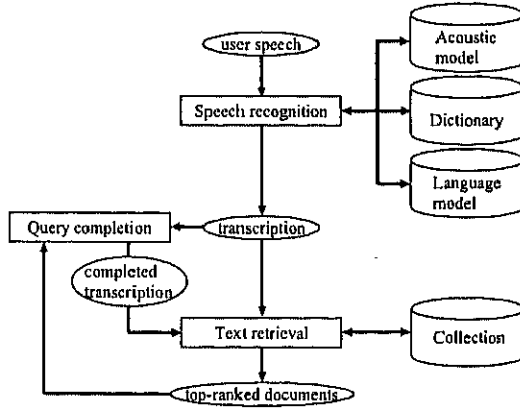 user speech
Acoustic
model
Speech recognition
Dictionary
Language
model
Query completion
transcription
completed
transcription
Text retrieval
Collection
top-ranked documents